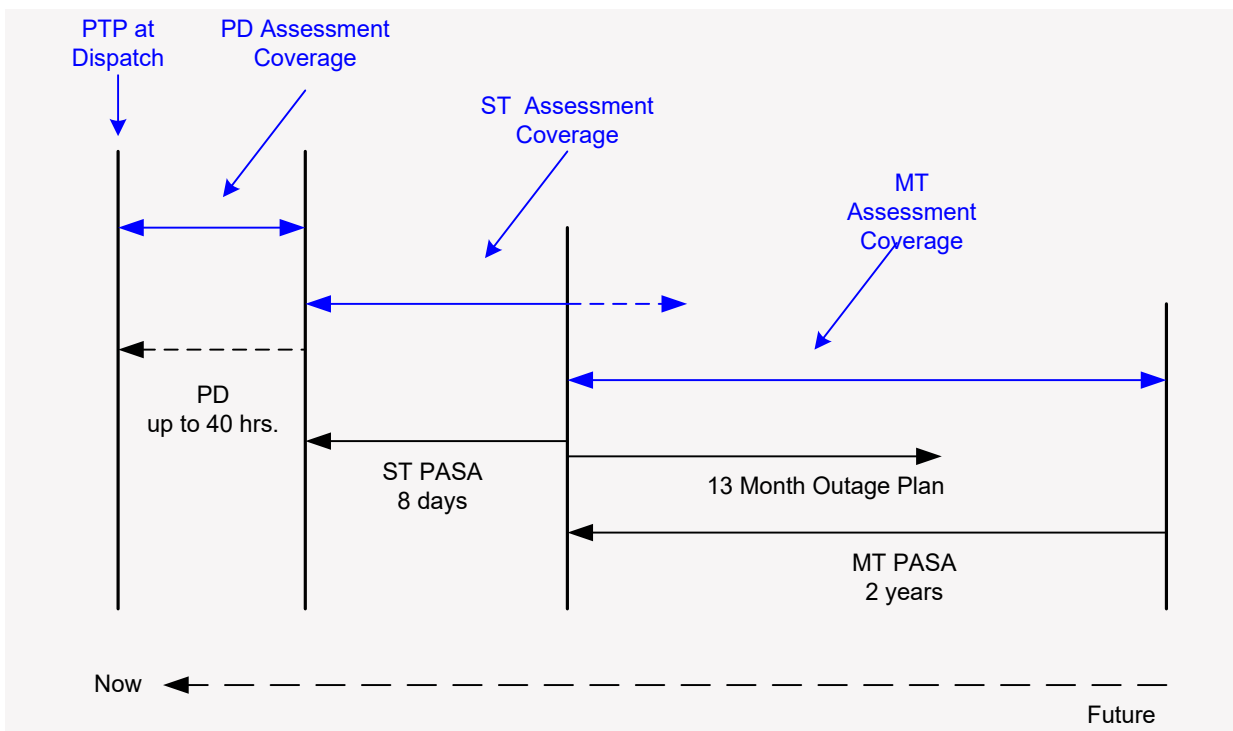 PTP at
Dispatch
PD Assessment
Coverage
ST Assessment
Coverage
MT
Assessment
Coverage
PD
up to 40 hrs.
ST PASA
8 days
13 Month Outage Plan
MT PASA
2 years
Now
Future